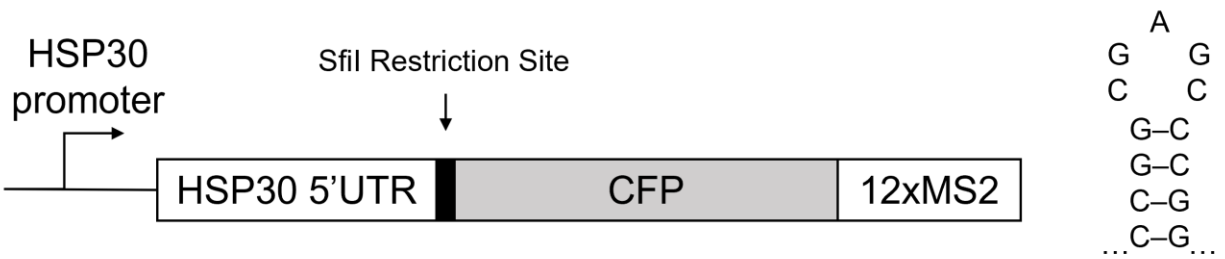 HSP30
promoter
SfiI Restriction Site
HSP30 5'UTR
CFP
12xMS2
A
G G
C C
G–C
G–C
C–G
...C–G...